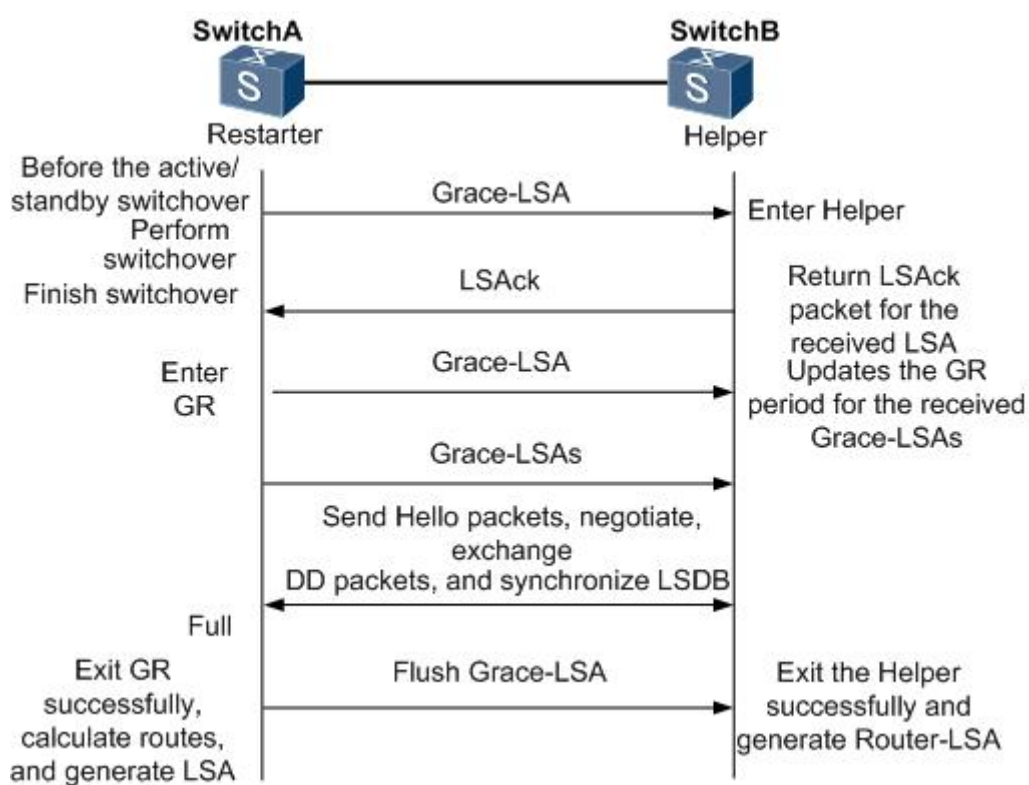 SwitchA
SwitchB
S
S
Restarter
Helper
Before the active/
standby switchover
Grace-LSA
Enter Helper
Perform
switchover
Finish switchover
LSAck
Return LSAck
packet for the
received LSA
Enter
GR
Grace-LSA
Updates the GR
period for the received
Grace-LSAs
Grace-LSAs
Send Hello packets, negotiate,
exchange
DD packets, and synchronize LSDB
Full
Exit GR
successfully,
calculate routes,
and generate LSA
Flush Grace-LSA
Exit the Helper
successfully and
generate Router-LSA